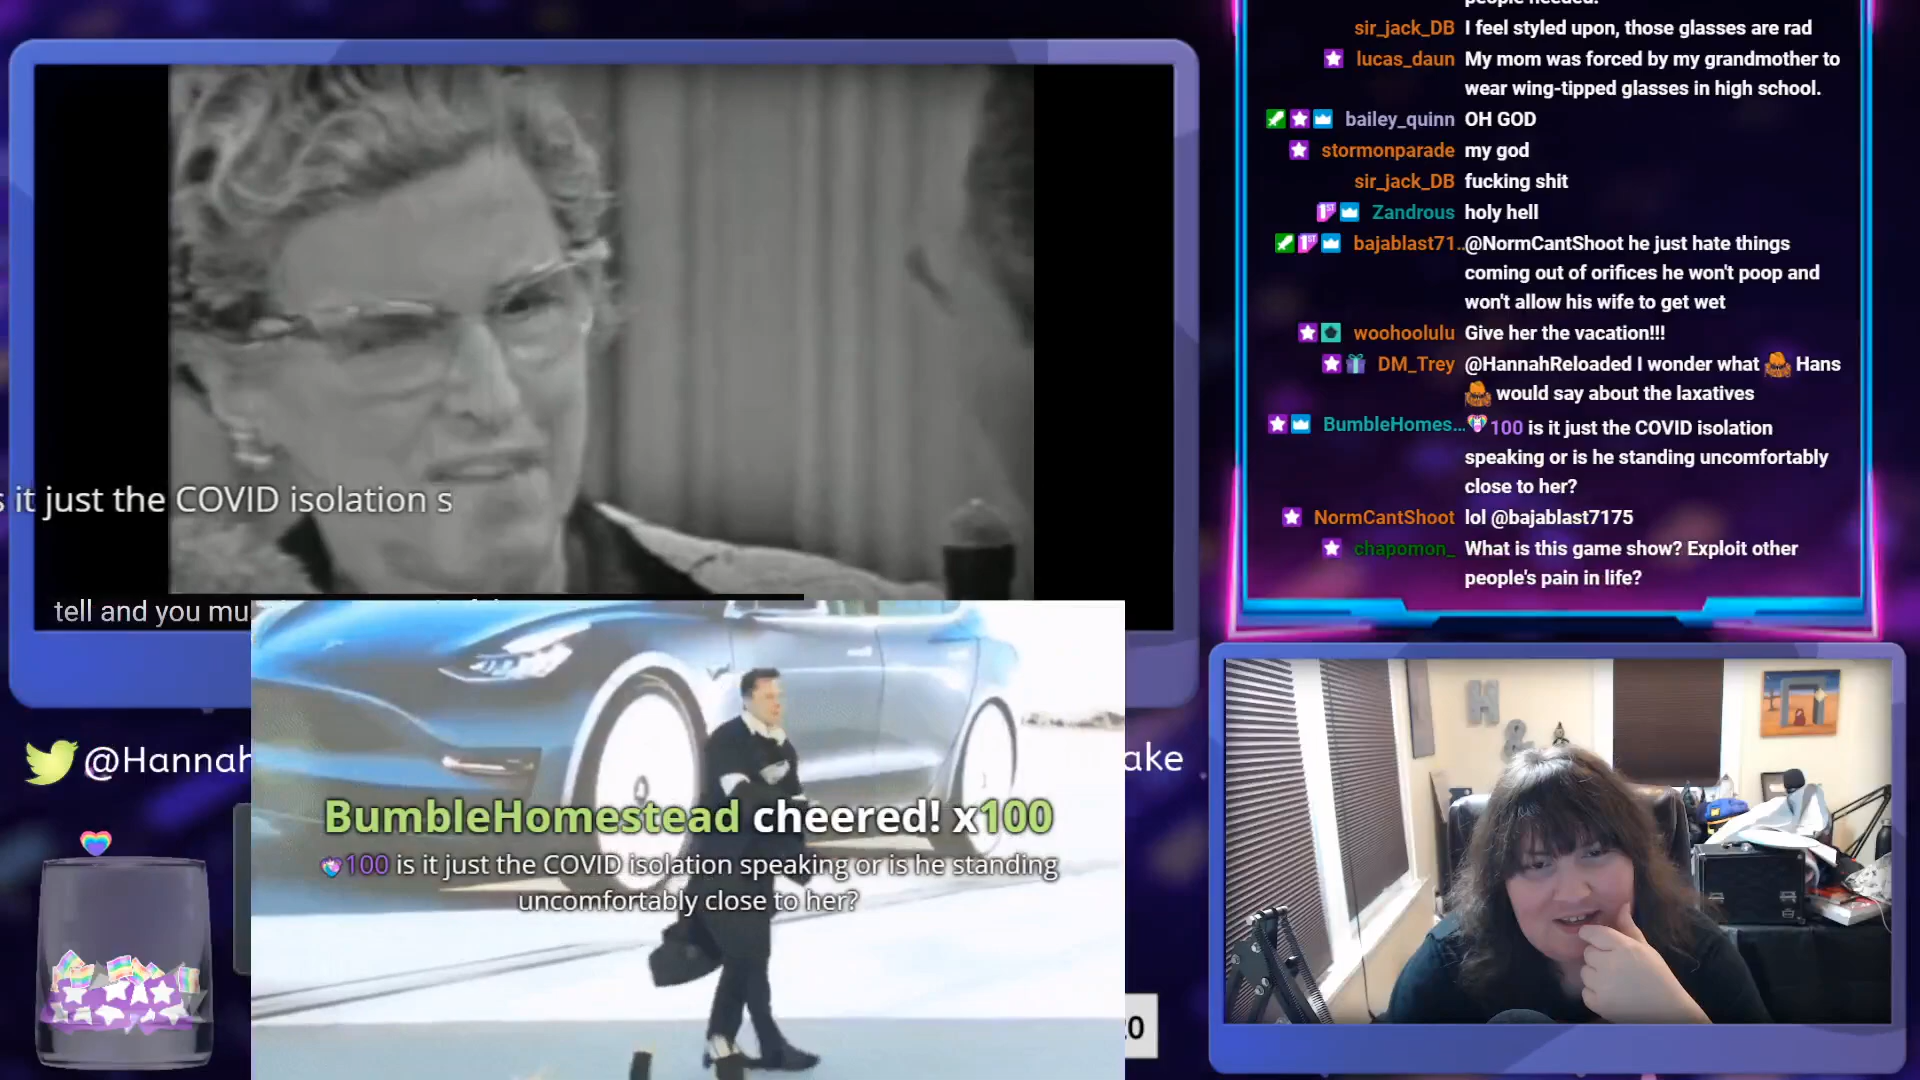 people needed!
sir_jack_DB I feel styled upon, those glasses are rad
lucas_daun My mom was forced by my grandmother to
wear wing-tipped glasses in high school.
bailey_quinn OH GOD
stormonparade my god
sir_jack_DB fucking shit
1ST Zandrous holy hell
1ST bajablast71... @NormCantShoot he just hate things
coming out of orifices he won't poop and
won't allow his wife to get wet
woohoolulu Give her the vacation!!!
DM_Trey @HannahReloaded I wonder what Hans
would say about the laxatives
BumbleHomes... 100 is it just the COVID isolation
speaking or is he standing uncomfortably
close to her?
NormCantShoot lol @bajablast7175
chapomon_ What is this game show? Exploit other
people's pain in life?
s it just the COVID isolation s
tell and you mu
@Hannah
ake
BumbleHomestead cheered! x100
100 is it just the COVID isolation speaking or is he standing
uncomfortably close to her?
20
H
&